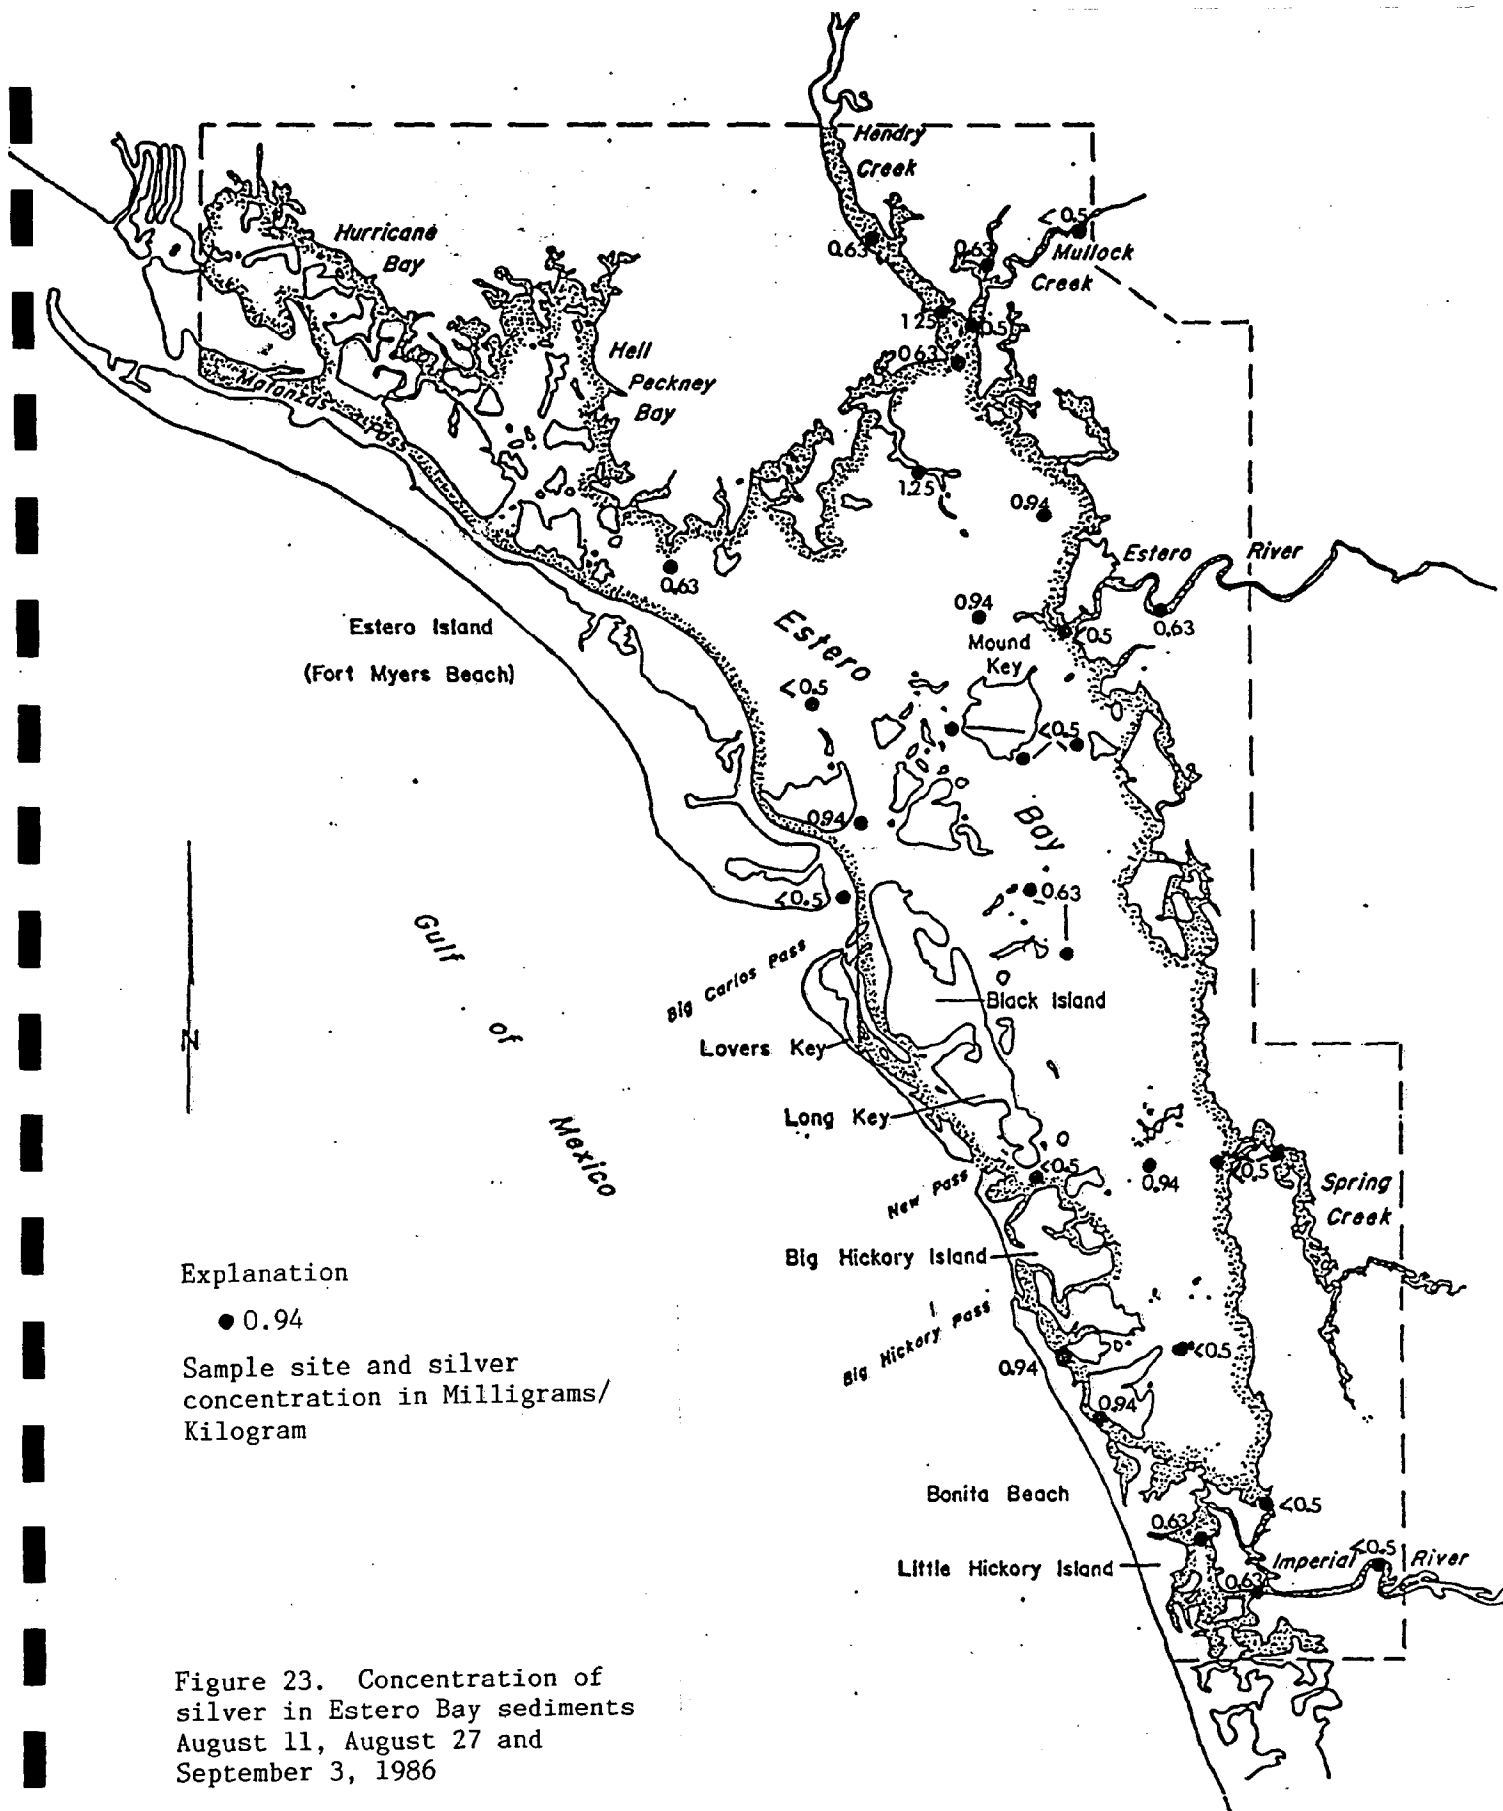 Hendry
Creek
<0.5
Mullock
Creek
0.63
0.63
Hurricane
Bay
1.25
0.5
0.63
Hell
Peckney
Bay
Matanzas Pass
1.25
0.94
Estero River
0.63
0.94
<0.5
0.63
Estero Island
(Fort Myers Beach)
Mound
Key
Estero
<0.5
<0.5
Bay
0.94
0.63
<0.5
Gulf
of
Mexico
Big Carlos Pass
Black Island
N
Lovers Key
Long Key
<0.5
0.94
<0.5
Spring
Creek
New Pass
Big Hickory Island
Big Hickory Pass
<0.5
0.94
0.94
Explanation
0.94
Sample site and silver
concentration in Milligrams/
Kilogram
Bonita Beach
<0.5
0.63
Imperial River
<0.5
Little Hickory Island
0.63
Figure 23. Concentration of
silver in Estero Bay sediments
August 11, August 27 and
September 3, 1986